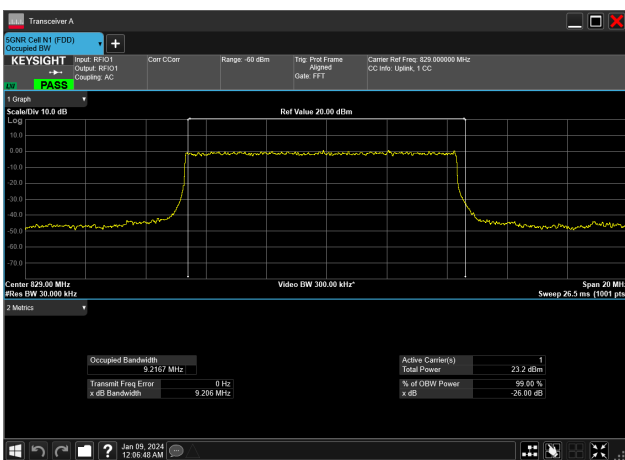 Transceiver A
5GNR Cell N1 (FDD)
Occupied BW
KEYSIGHT
LXI
PASS
Input: RFIO1
Output: RFIO1
Coupling: AC
Corr CCorr
Range: -60 dBm
Trig: Prot Frame
Aligned
Gate: FFT
Carrier Ref Freq: 829.000000 MHz
CC Info: Uplink, 1 CC
1 Graph
Scale/Div 10.0 dB
Ref Value 20.00 dBm
Log
10.0
0.00
-10.0
-20.0
-30.0
-40.0
-50.0
-60.0
-70.0
Center 829.00 MHz
Video BW 300.00 kHz*
Span 20 MHz
#Res BW 30.000 kHz
Sweep 26.5 ms (1001 pts
2 Metrics
Occupied Bandwidth
9.2167 MHz
Transmit Freq Error 0 Hz
x dB Bandwidth 9.206 MHz
Active Carrier(s) 1
Total Power 23.2 dBm
% of OBW Power 99.00 %
x dB -26.00 dB
Jan 09, 2024
12:06:48 AM